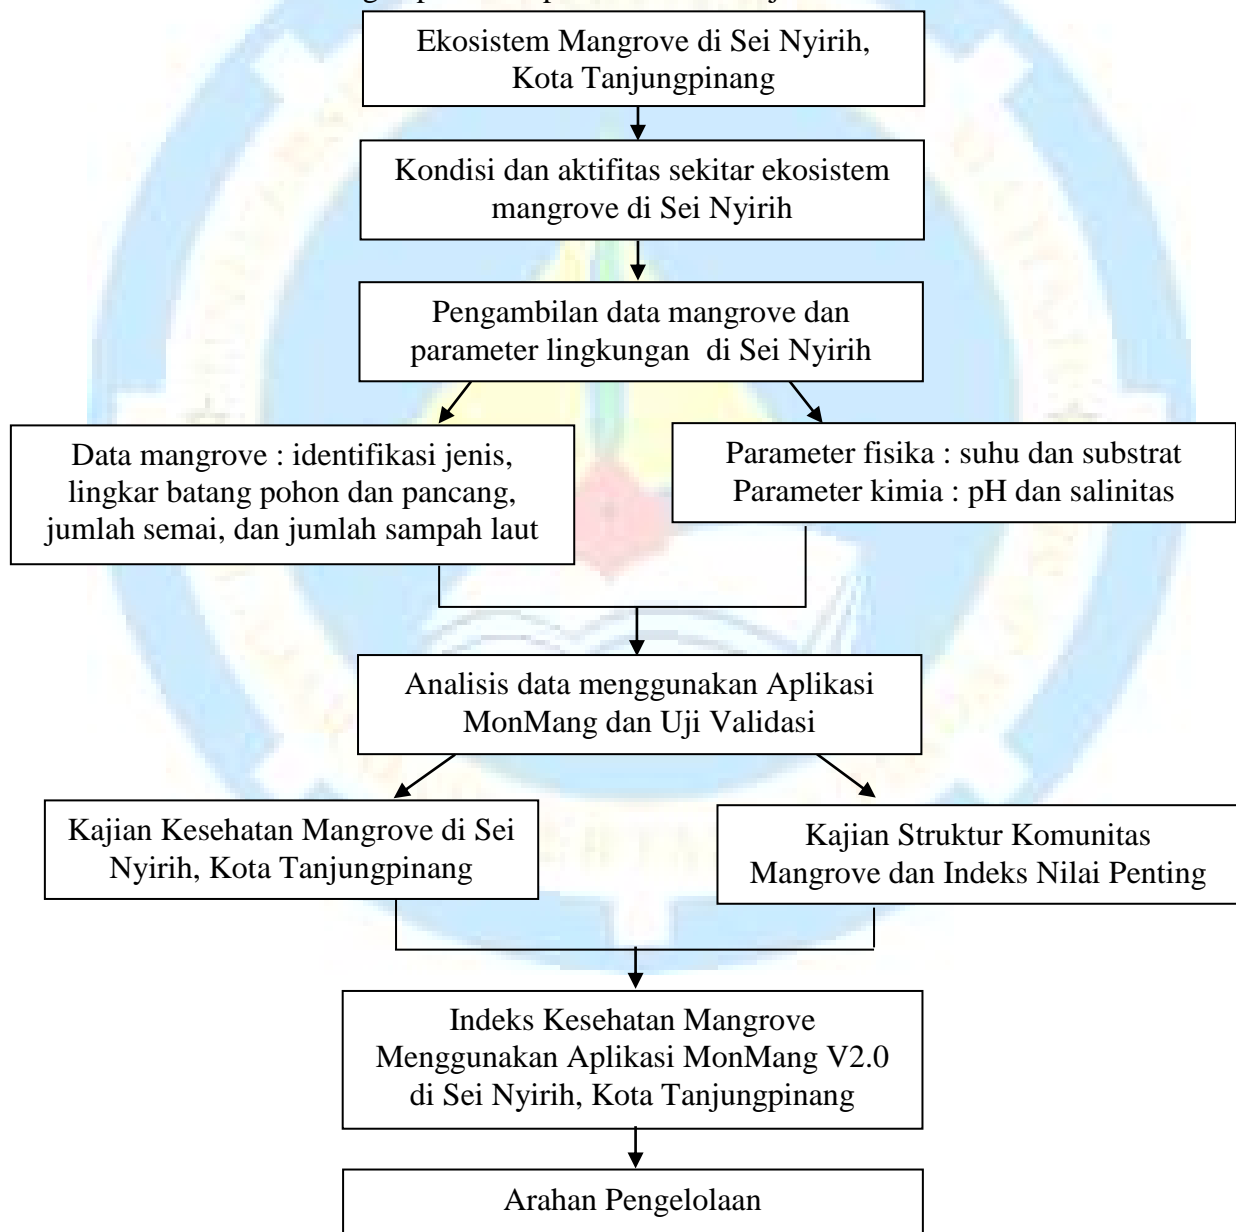 Ekosistem Mangrove di Sei Nyirih,
Kota Tanjungpinang
Kondisi dan aktifitas sekitar ekosistem
mangrove di Sei Nyirih
Pengambilan data mangrove dan
parameter lingkungan di Sei Nyirih
Data mangrove : identifikasi jenis,
lingkar batang pohon dan pancang,
jumlah semai, dan jumlah sampah laut
Parameter fisika : suhu dan substrat
Parameter kimia : pH dan salinitas
Analisis data menggunakan Aplikasi
MonMang dan Uji Validasi
Kajian Kesehatan Mangrove di Sei
Nyirih, Kota Tanjungpinang
Kajian Struktur Komunitas
Mangrove dan Indeks Nilai Penting
Indeks Kesehatan Mangrove
Menggunakan Aplikasi MonMang V2.0
di Sei Nyirih, Kota Tanjungpinang
Arahan Pengelolaan